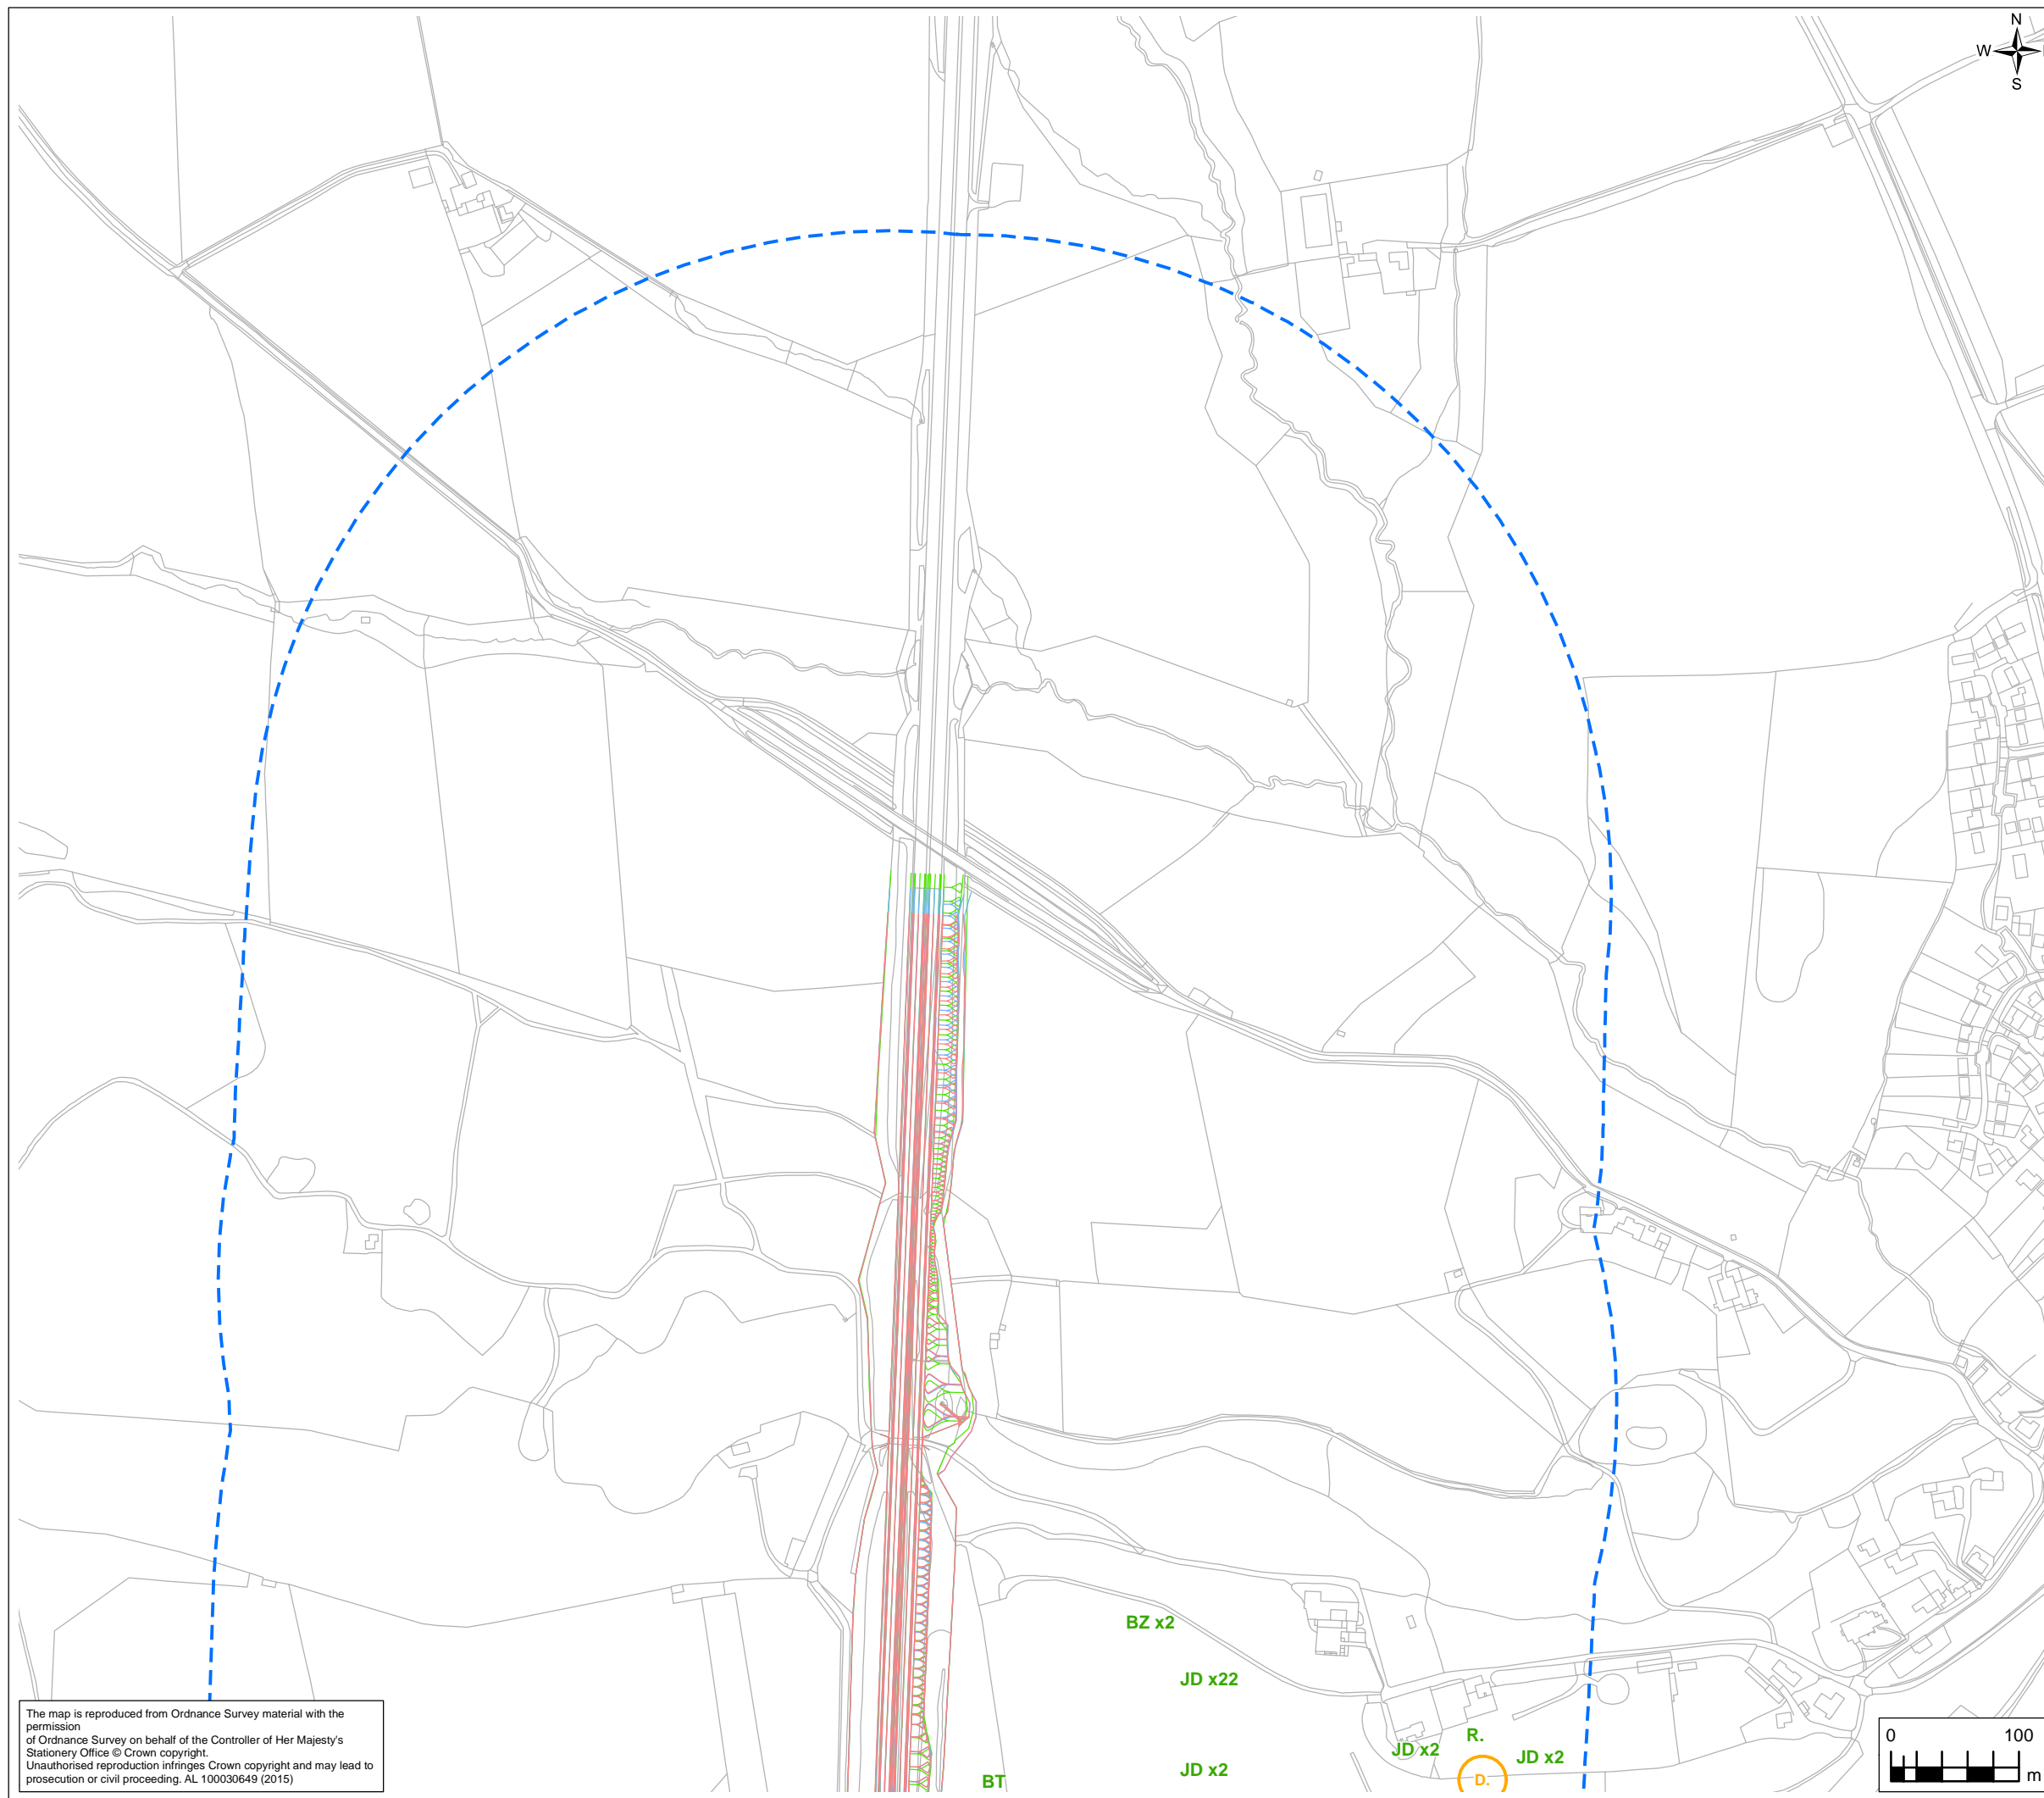 N
W
S
BZ x2
JD x22
R.
JD x2
JD x2
JD x2
D.
BT
The map is reproduced from Ordnance Survey material with the
permission
of Ordnance Survey on behalf of the Controller of Her Majesty's
Stationery Office © Crown copyright.
Unauthorised reproduction infringes Crown copyright and may lead to
prosecution or civil proceeding. AL 100030649 (2015)
0 100
m